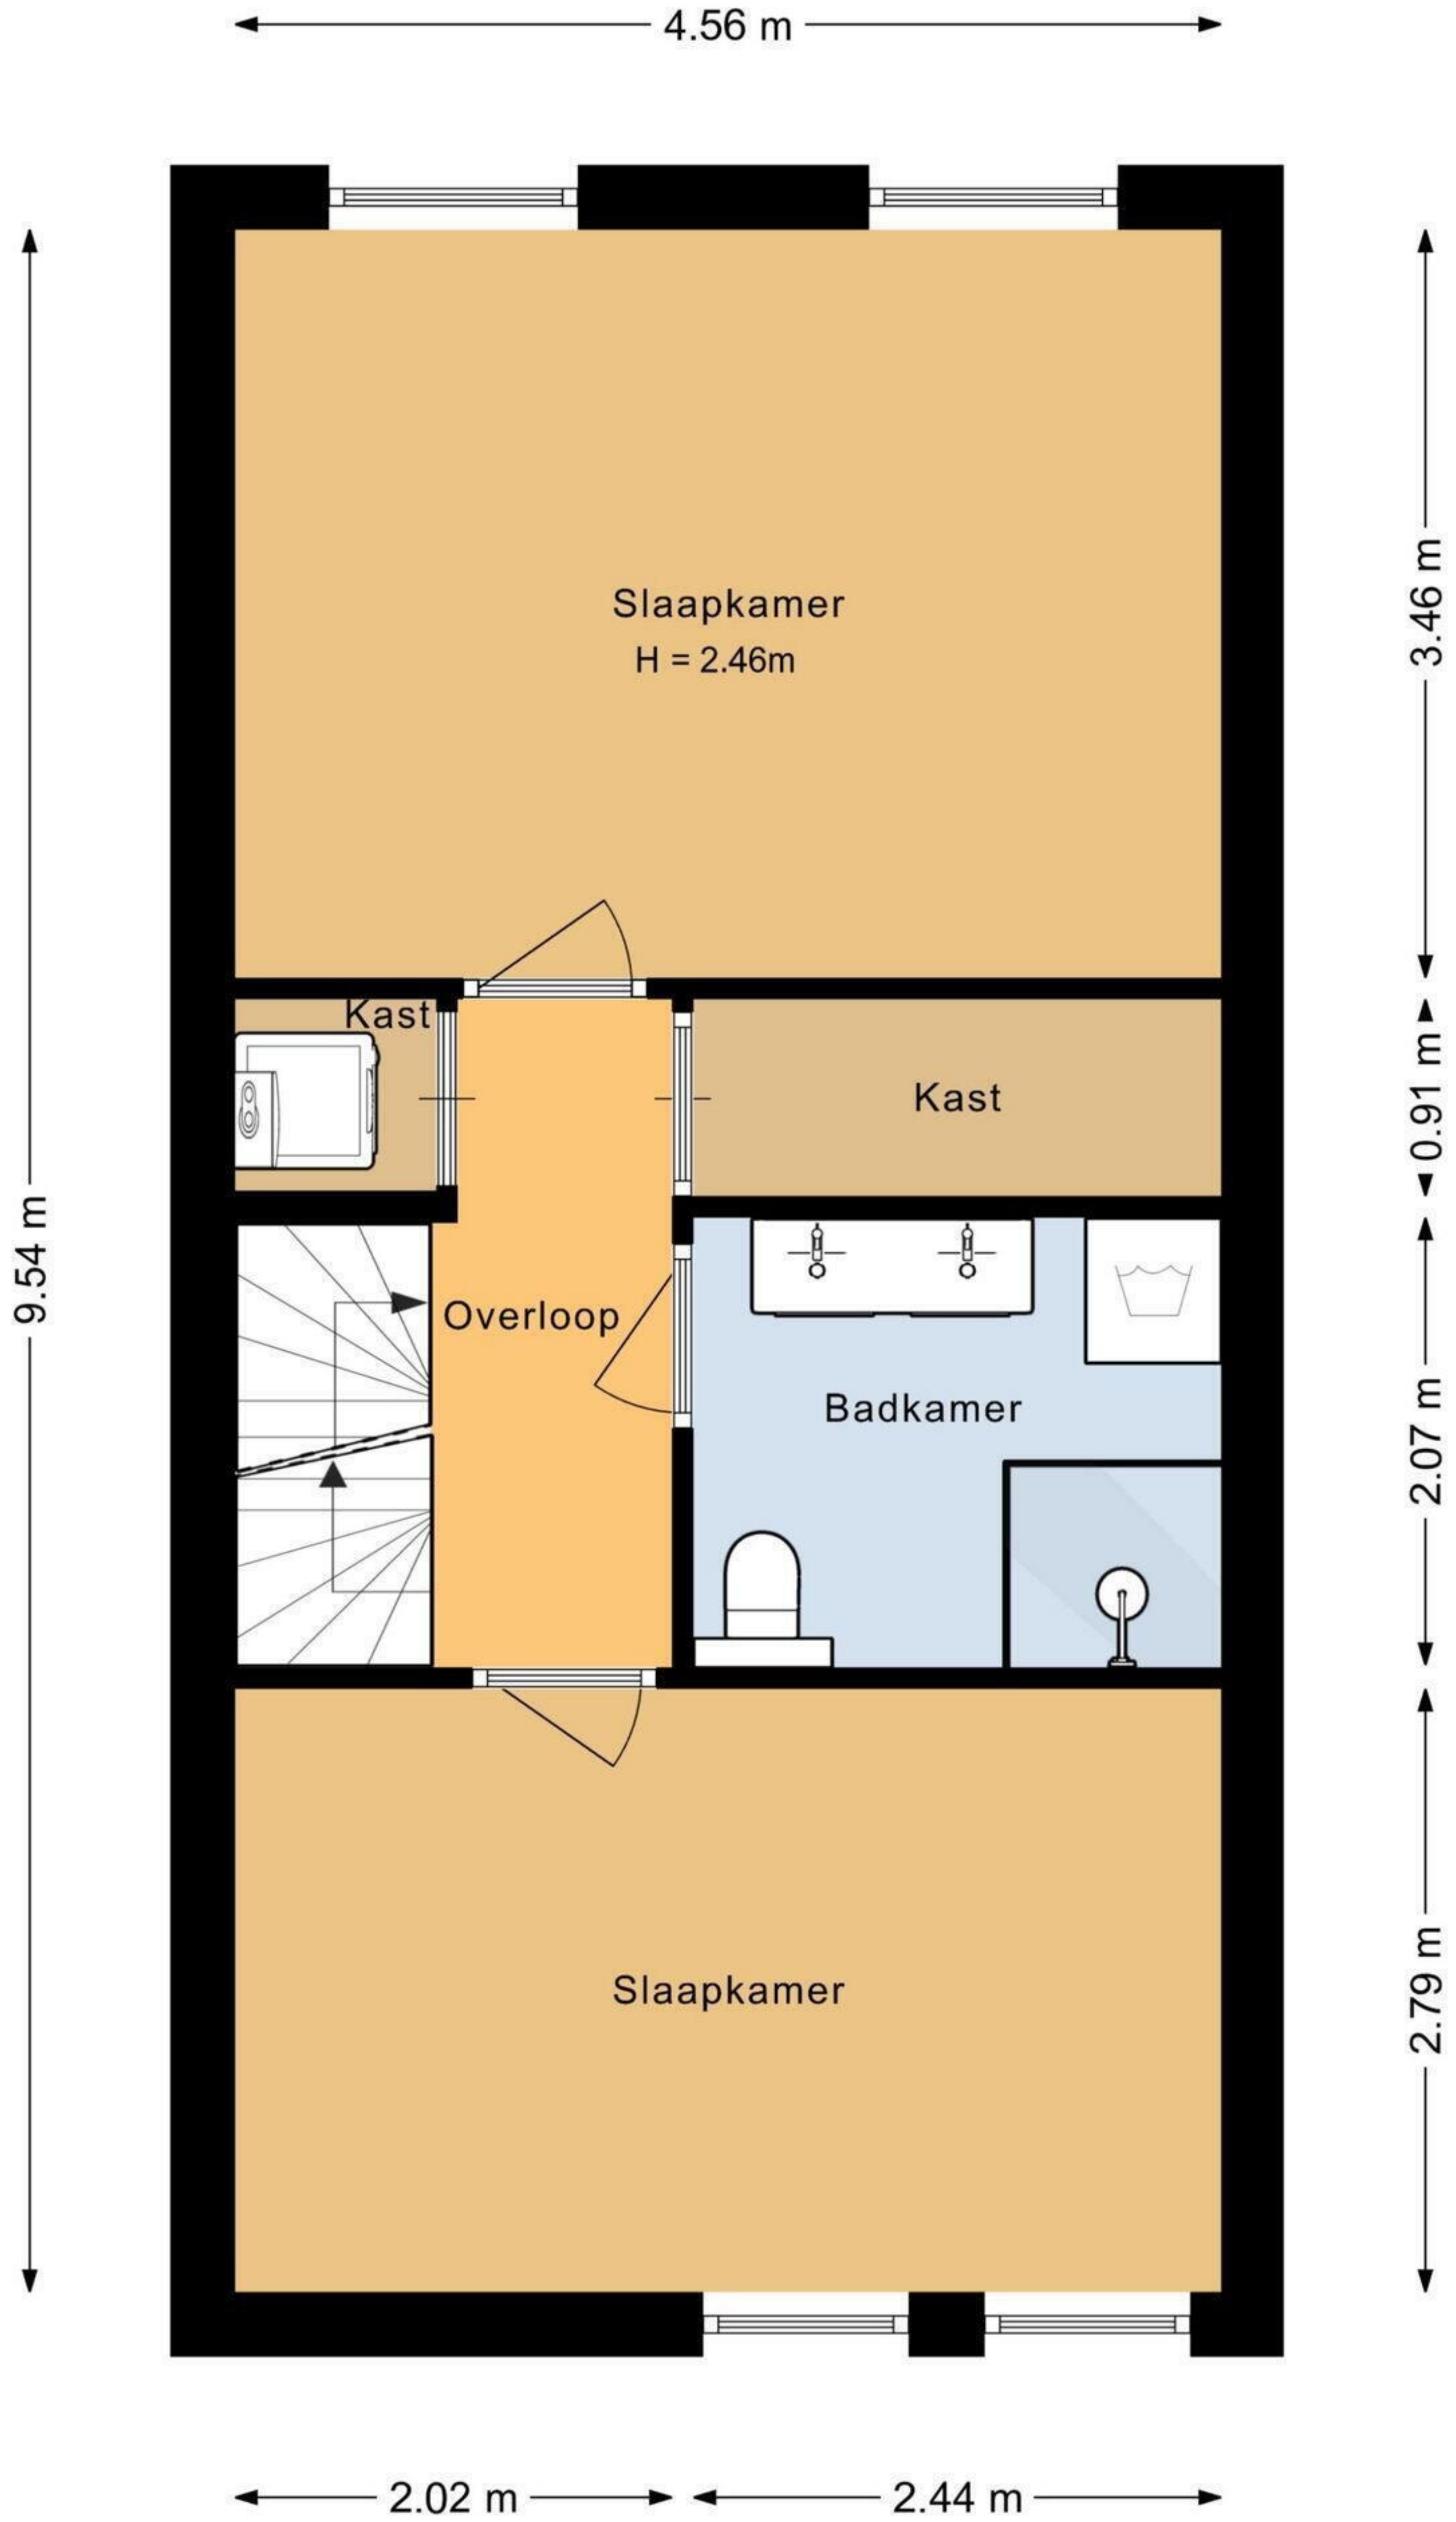 4.56 m
Slaapkamer
H = 2.46m
3.46 m
Kast
Kast
0.91 m
9.54 m
Overloop
Badkamer
2.07 m
Slaapkamer
2.79 m
2.02 m
2.44 m